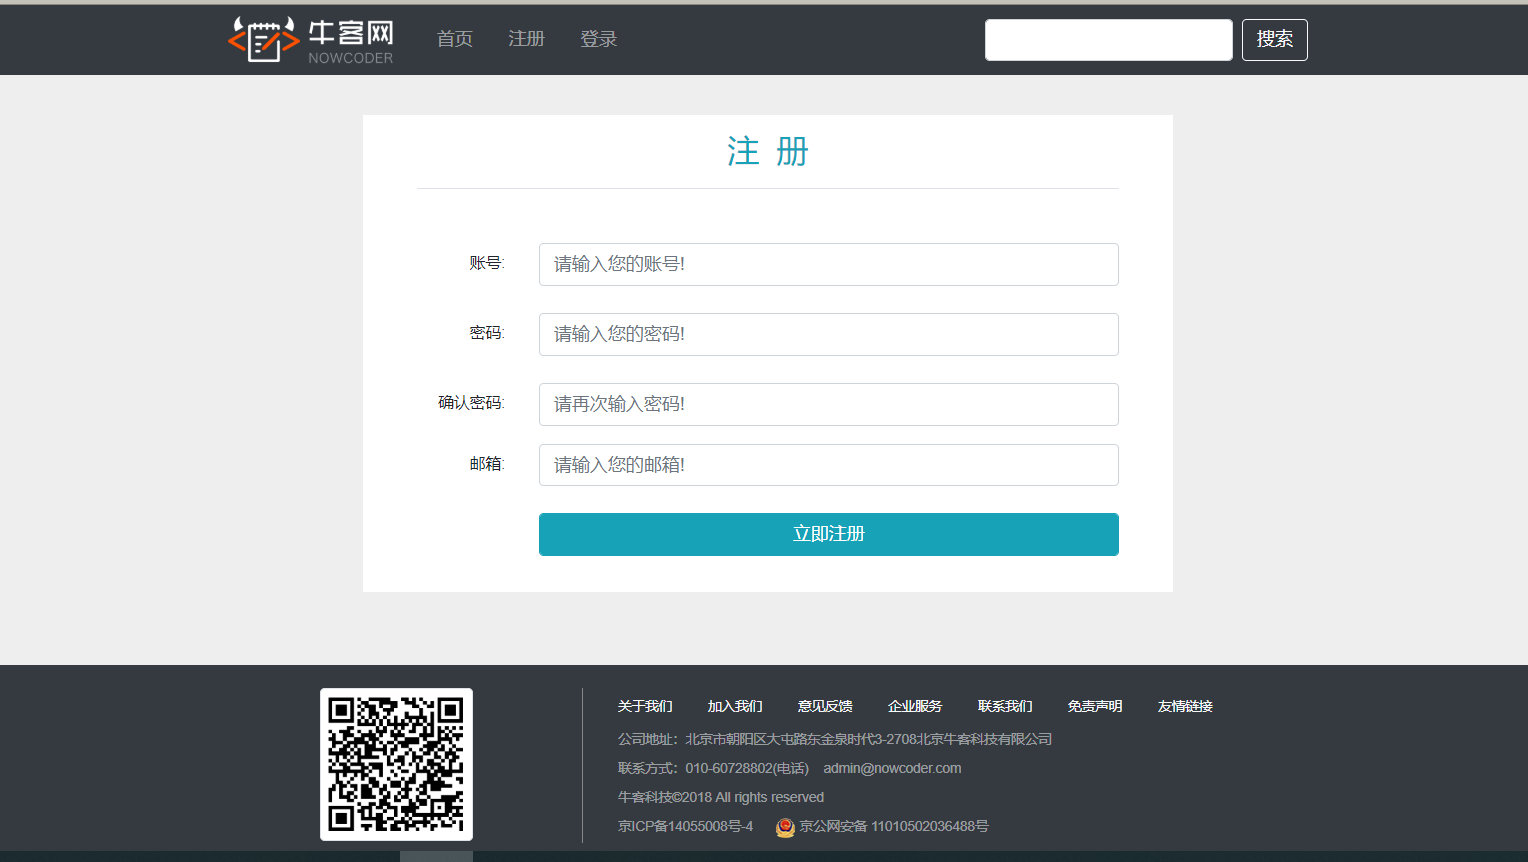 牛客网
NOWCODER
首页 注册 登录 搜索
注 册
账号: 请输入您的账号!
密码: 请输入您的密码!
确认密码: 请再次输入密码!
邮箱: 请输入您的邮箱!
立即注册
关于我们 加入我们 意见反馈 企业服务 联系我们 免责声明 友情链接
公司地址：北京市朝阳区大屯路东金泉时代3-2708北京牛客科技有限公司
联系方式：010-60728802(电话) admin@nowcoder.com
牛客科技©2018 All rights reserved
京ICP备14055008号-4 京公网安备 11010502036488号